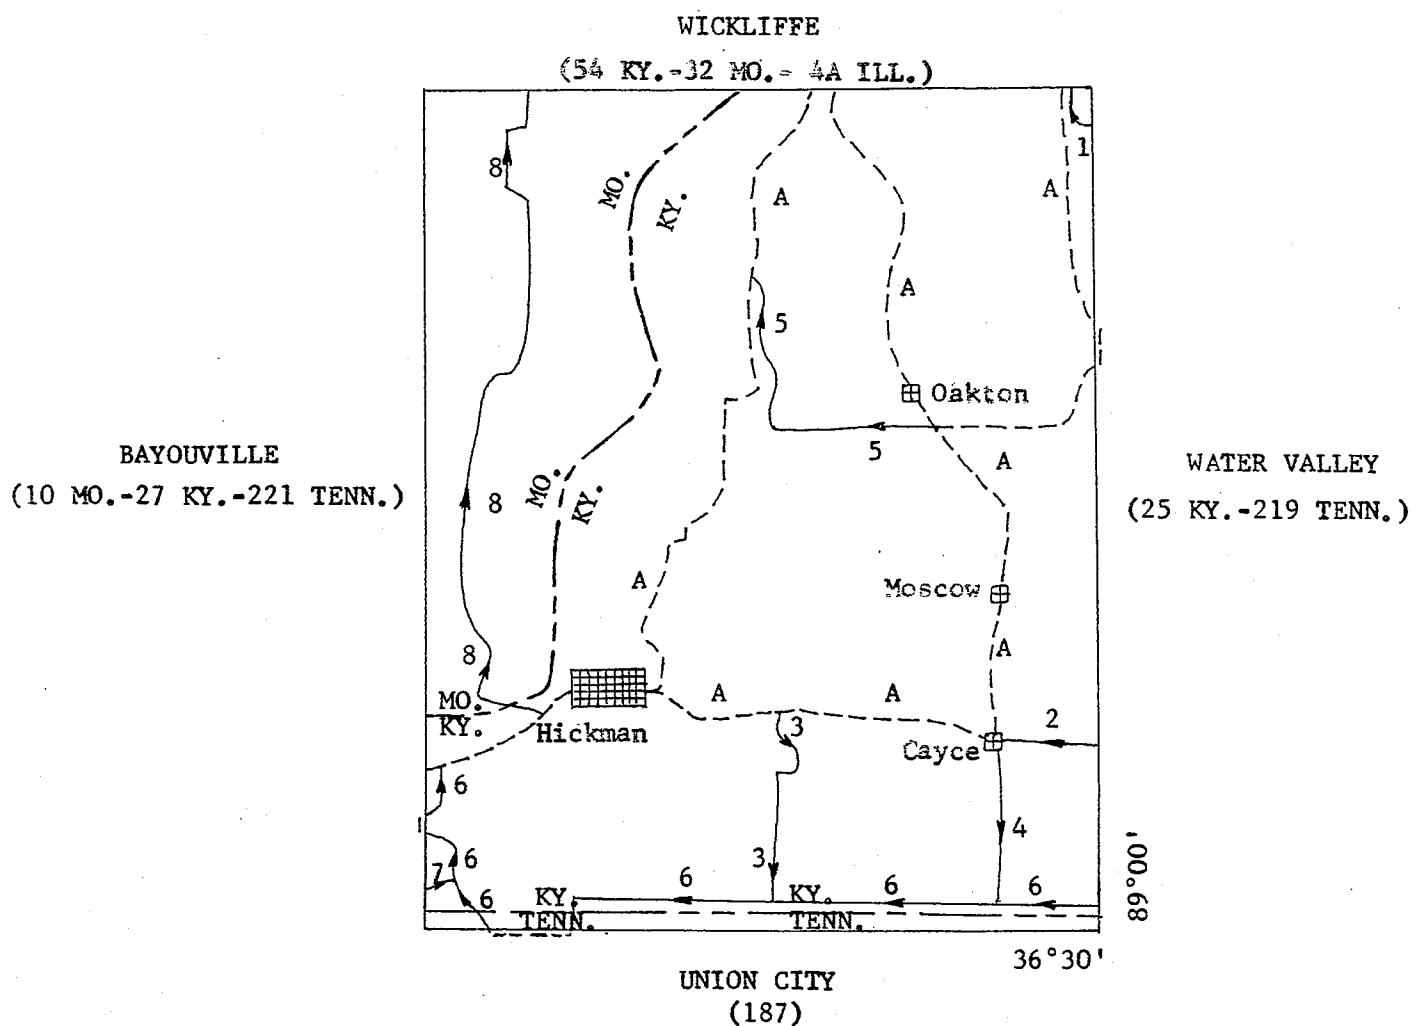 WICKLIFFE
(54 KY.-32 MO.- 4A ILL.)
1
8
MO.
KY.
A
A
A
5
Oakton
5
BAYOUVILLE
(10 MO.-27 KY.-221 TENN.)
8
MO.
KY.
A
WATER VALLEY
(25 KY.-219 TENN.)
A
Moscow
8
A
MO.
KY.
Hickman
A
A
3
Cayce
2
6
4
3
6
7
6
6
KY.
TENN.
6
KY.
TENN.
6
89°00'
36°30'
UNION CITY
(187)